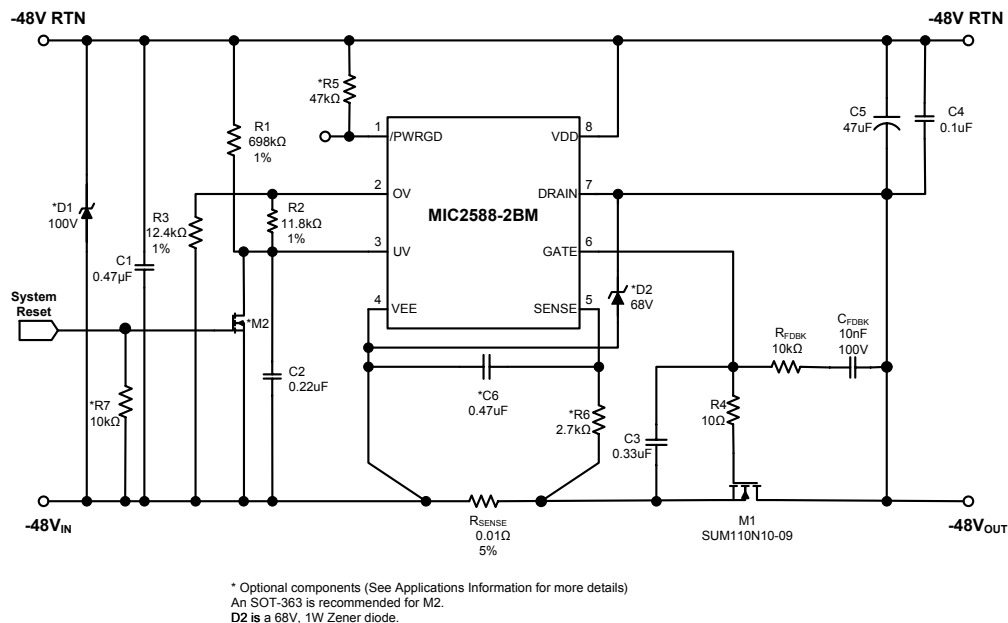 -48V RTN
-48V RTN
*R5
47kΩ
C5
47uF
C4
0.1uF
R1
698kΩ
1%
1
/PWRGD
VDD
8
2
OV
DRAIN
7
MIC2588-2BM
*D1
100V
R3
12.4kΩ
1%
R2
11.8kΩ
1%
3
UV
GATE
6
C1
0.47µF
*D2
68V
4
VEE
SENSE
5
System
Reset
*M2
RFDBK
10kΩ
CFDBK
10nF
100V
C2
0.22uF
*C6
0.47uF
*R7
10kΩ
*R6
2.7kΩ
R4
10Ω
C3
0.33uF
-48VIN
RSENSE
0.01Ω
5%
M1
SUM110N10-09
-48VOUT
* Optional components (See Applications Information for more details)
An SOT-363 is recommended for M2.
D2 is a 68V, 1W Zener diode.